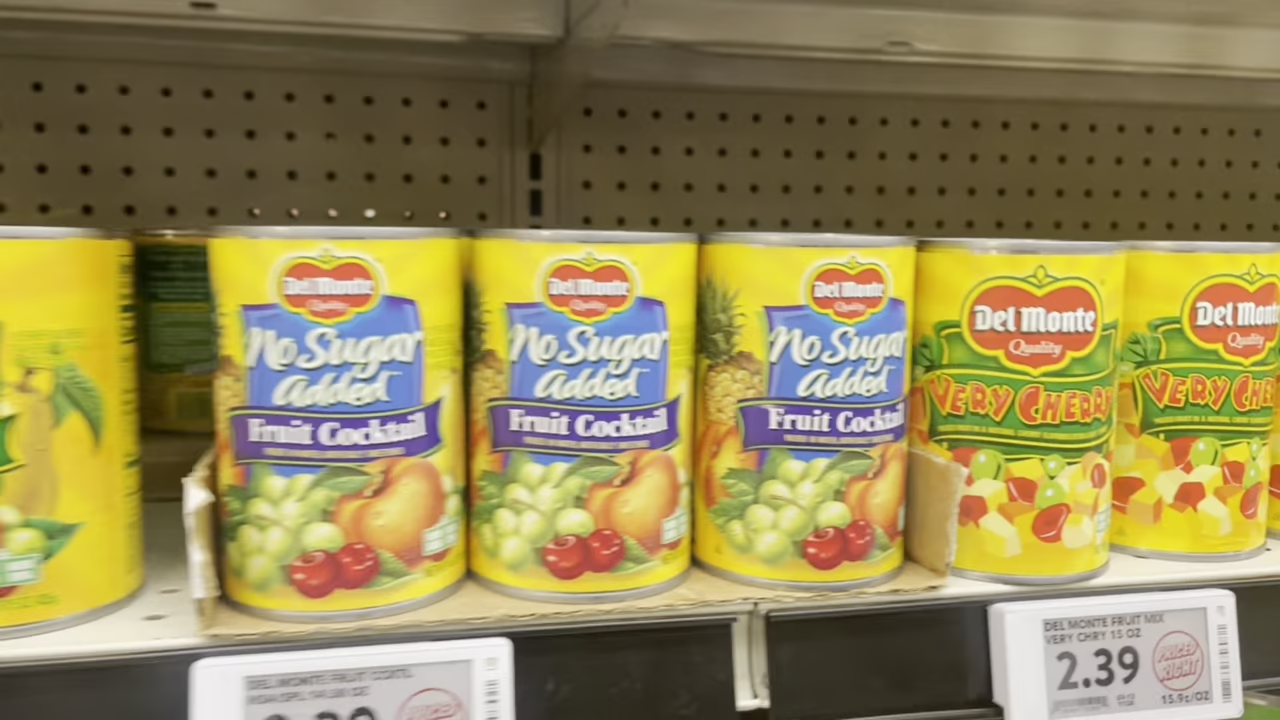 Del Monte
Quality
No Sugar
Added
Fruit Cocktail
Del Monte
Quality
No Sugar
Added
Fruit Cocktail
Del Monte
Quality
No Sugar
Added
Fruit Cocktail
Del Monte
Quality
VERY CHERRY
Del Monte
Quality
VERY CHE
DEL MONTE FRUIT CCKTL
DEL MONTE FRUIT MIX
VERY CHRY 15 OZ
2.39
PRICED
RIGHT
15.9¢/OZ